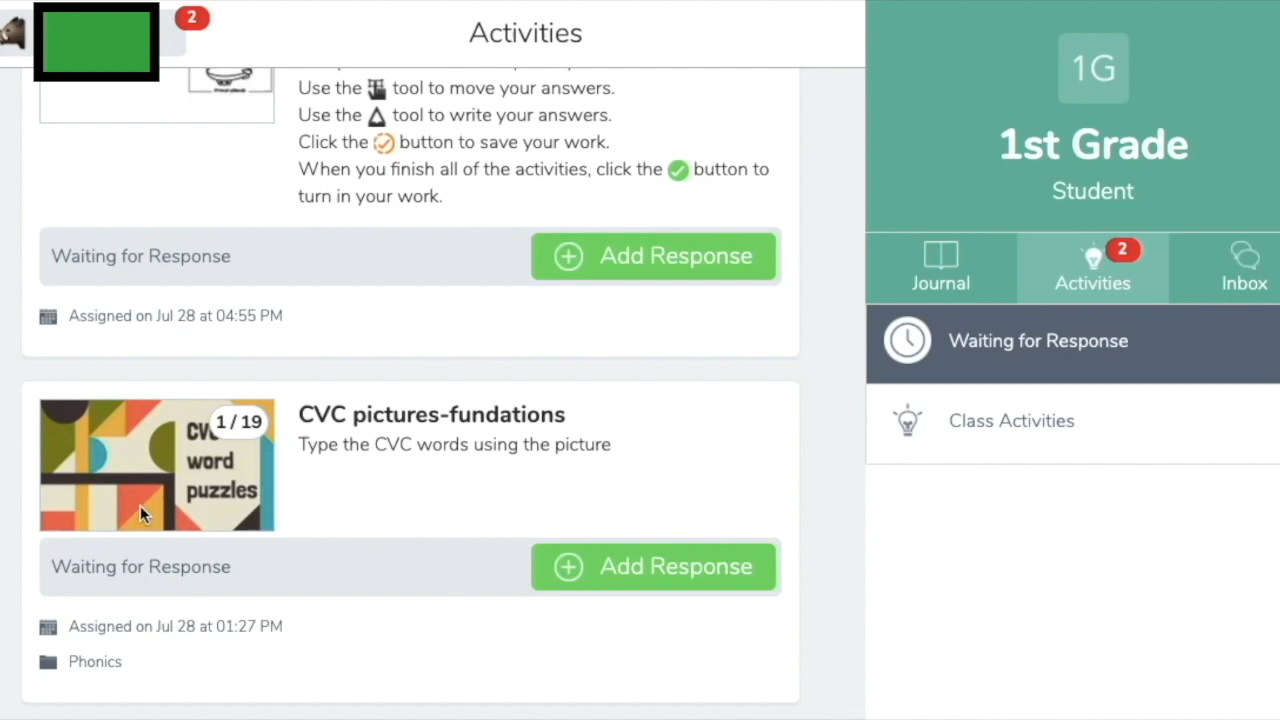 2
Activities
Use the tool to move your answers.
Use the tool to write your answers.
Click the button to save your work.
When you finish all of the activities, click the button to
turn in your work.
Waiting for Response
Add Response
Assigned on Jul 28 at 04:55 PM
1 / 19
word
puzzles
CVC pictures-fundations
Type the CVC words using the picture
Waiting for Response
Add Response
Assigned on Jul 28 at 01:27 PM
Phonics
1G
1st Grade
Student
Journal
Activities
2
Inbox
Waiting for Response
Class Activities